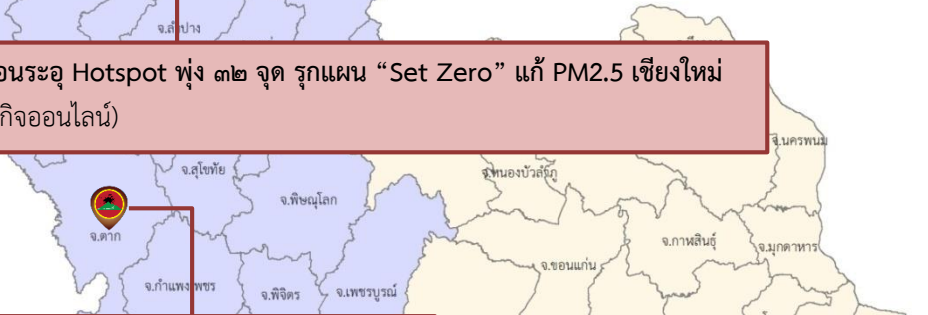 จ.ลำปาง
อนระอุ Hotspot พุ่ง ๓๒ จุด รุกแผน “Set Zero” แก้ PM2.5 เชียงใหม่
กิจออนไลน์)
จ.นครพนม
จ.สุโขทัย
จ.หนองบัวลำภู
จ.พิษณุโลก
จ.ตาก
จ.กาฬสินธุ์
จ.มุกดาหาร
จ.ขอนแก่น
จ.กำแพงเพชร
จ.พิจิตร
จ.เพชรบูรณ์